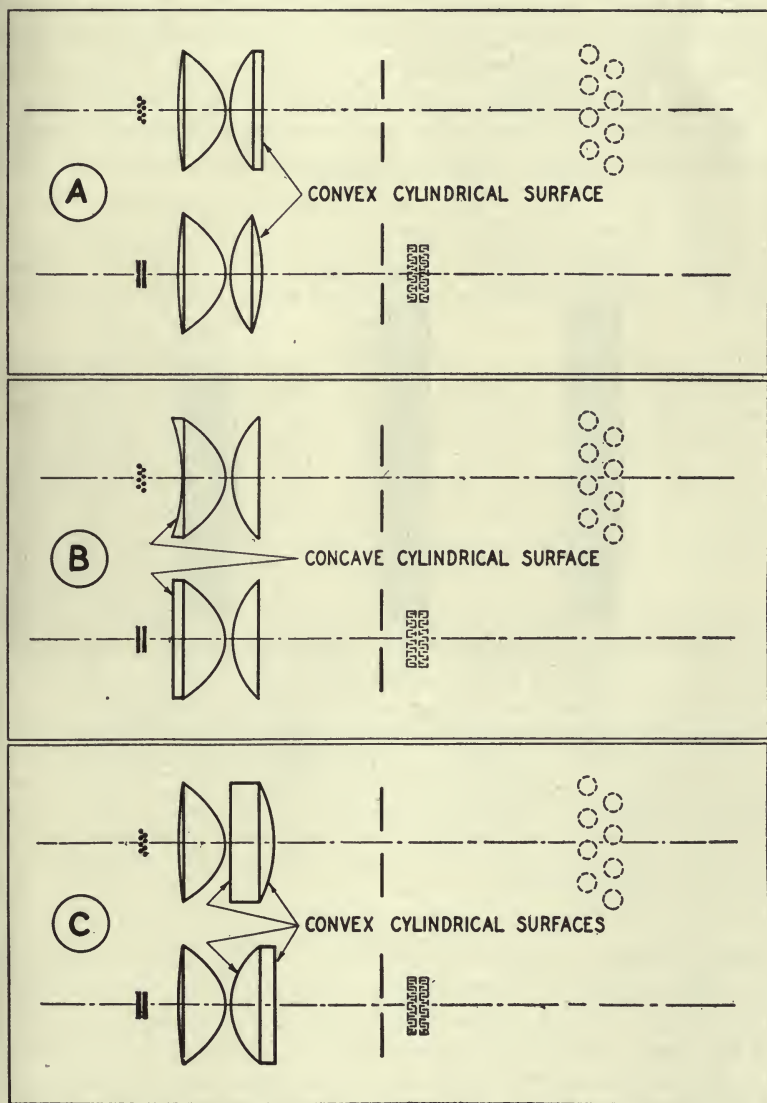 A
CONVEX CYLINDRICAL SURFACE
B
CONCAVE CYLINDRICAL SURFACE
C
CONVEX CYLINDRICAL SURFACES